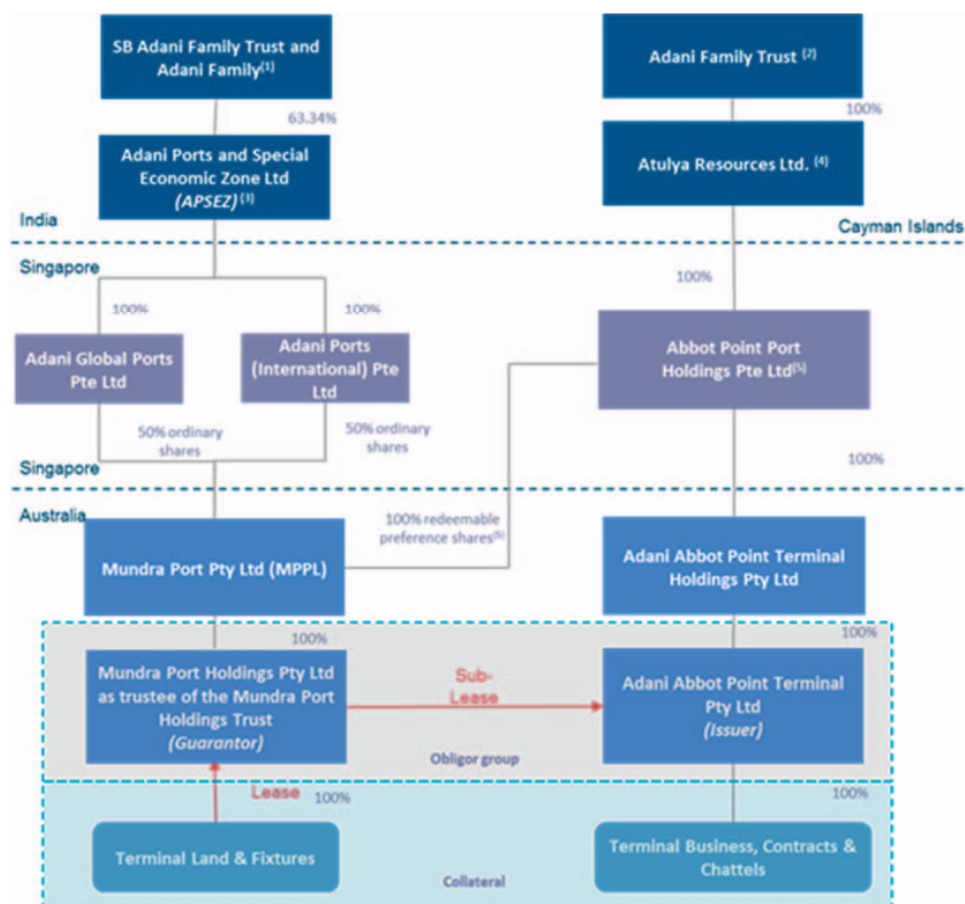 SB Adani Family Trust and
Adani Family(1)
Adani Family Trust (2)
63.34%
100%
Adani Ports and Special
Economic Zone Ltd
(APSEZ) (3)
Atulya Resources Ltd. (4)
India
Cayman Islands
Singapore
100%
100%
100%
Adani Global Ports
Pte Ltd
Adani Ports
(International) Pte
Ltd
Abbot Point Port
Holdings Pte Ltd(5)
50% ordinary
shares
50% ordinary
shares
100%
Singapore
Australia
100% redeemable
preference shares
Mundra Port Pty Ltd (MPPL)
Adani Abbot Point Terminal
Holdings Pty Ltd
100%
100%
Mundra Port Holdings Pty Ltd
as trustee of the Mundra Port
Holdings Trust
(Guarantor)
Sub-
Lease
Adani Abbot Point Terminal
Pty Ltd
(Issuer)
Obligor group
Lease
100%
100%
Terminal Land & Fixtures
Terminal Business, Contracts &
Chattels
Collateral